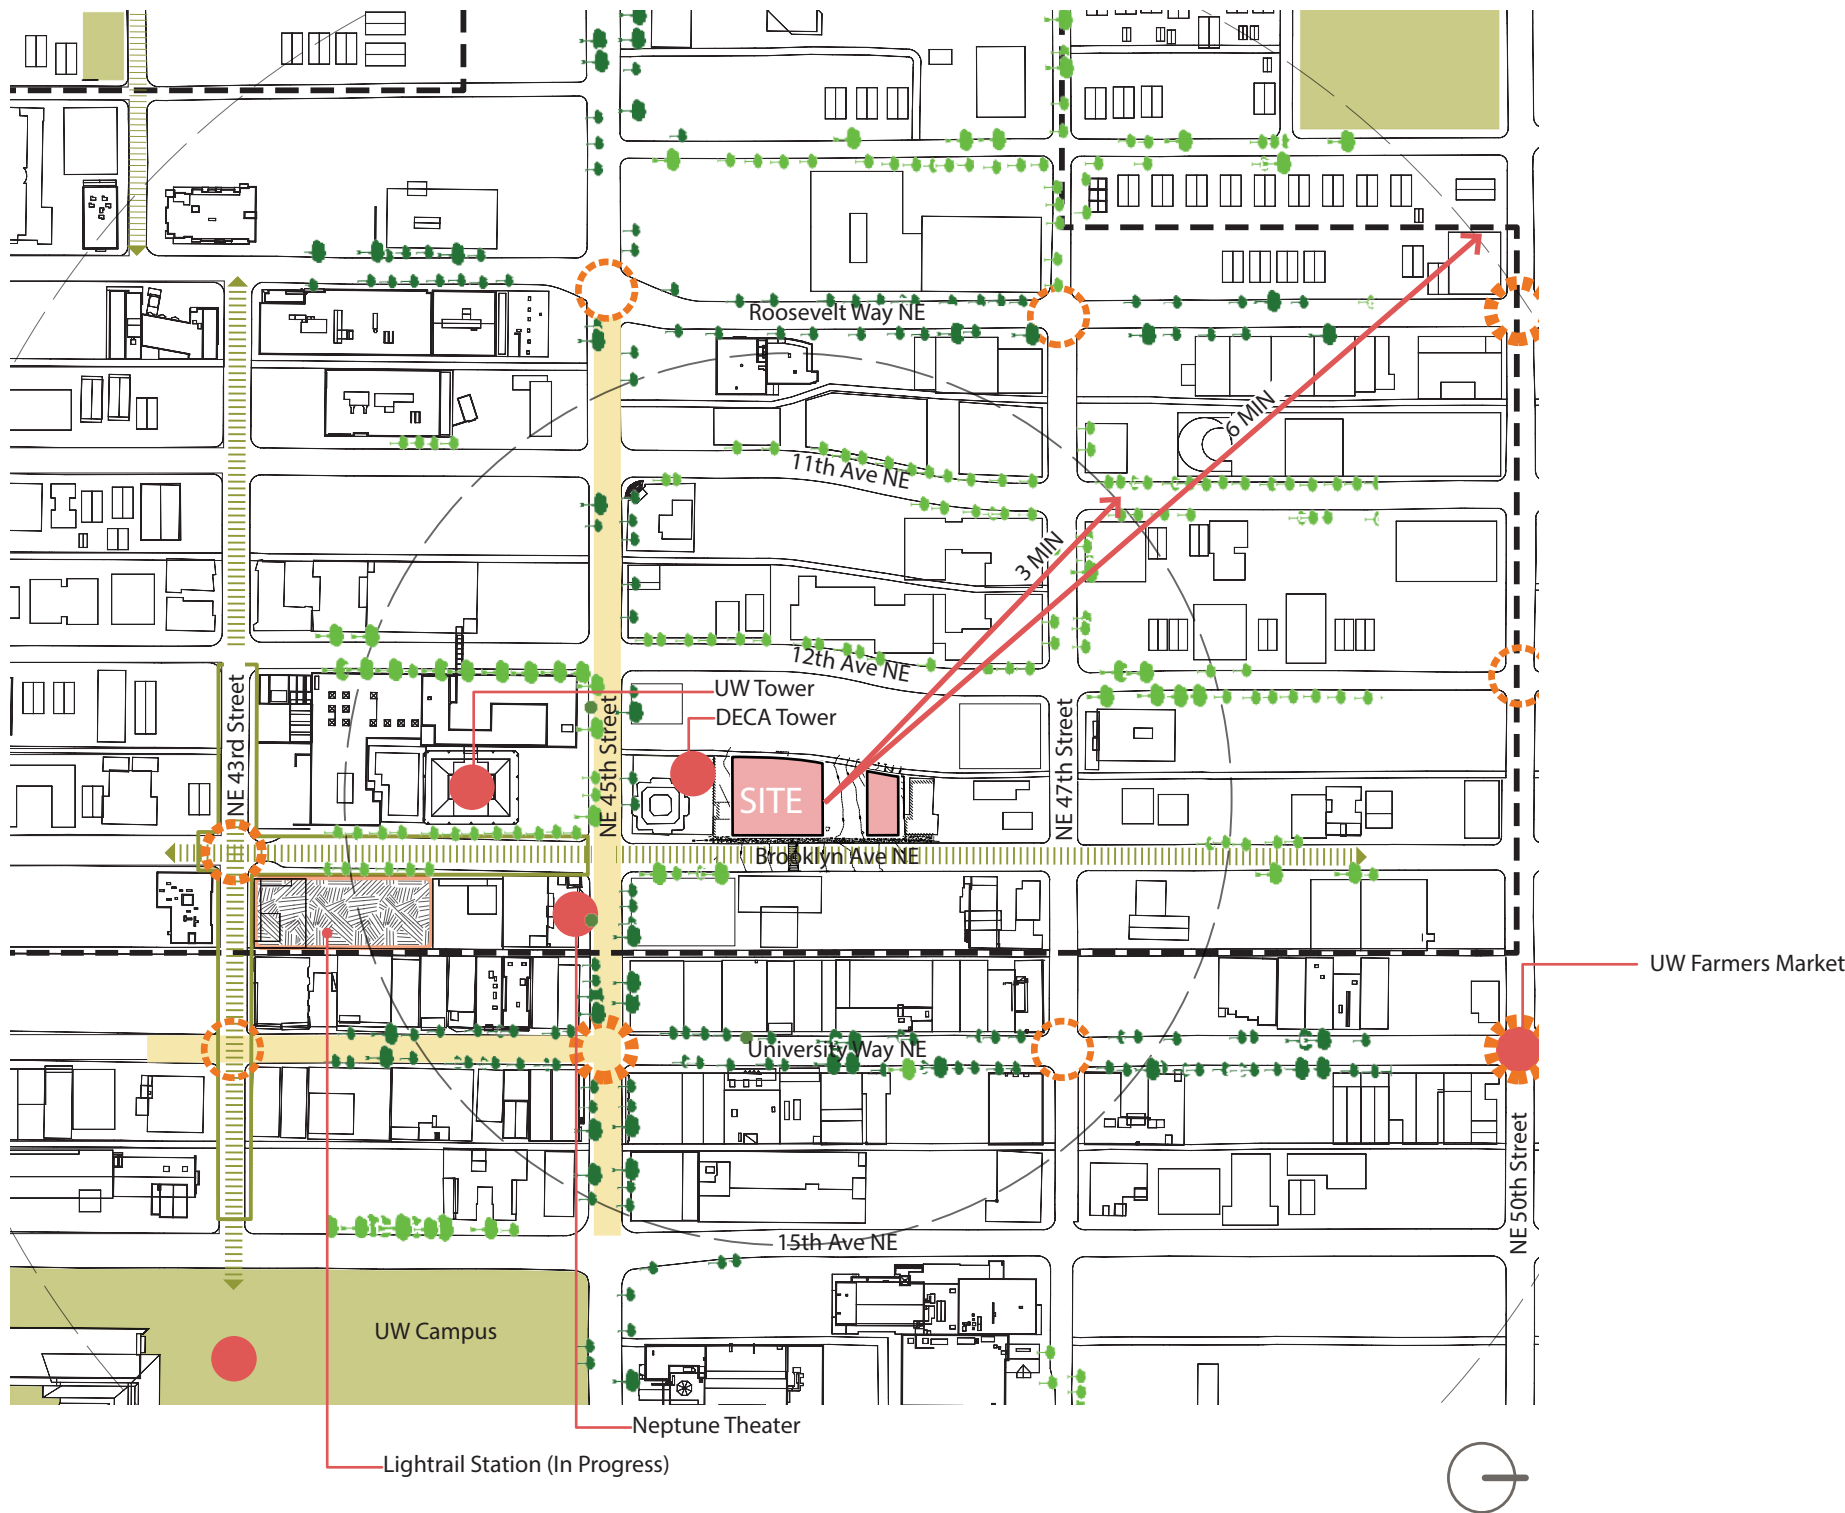 Roosevelt Way NE
6 MIN
11th Ave NE
3 MIN
12th Ave NE
UW Tower
DECA Tower
NE 43rd Street
NE 45th Street
NE 47th Street
SITE
Brooklyn Ave NE
UW Farmers Market
University Way NE
NE 50th Street
15th Ave NE
UW Campus
Neptune Theater
Lightrail Station (In Progress)